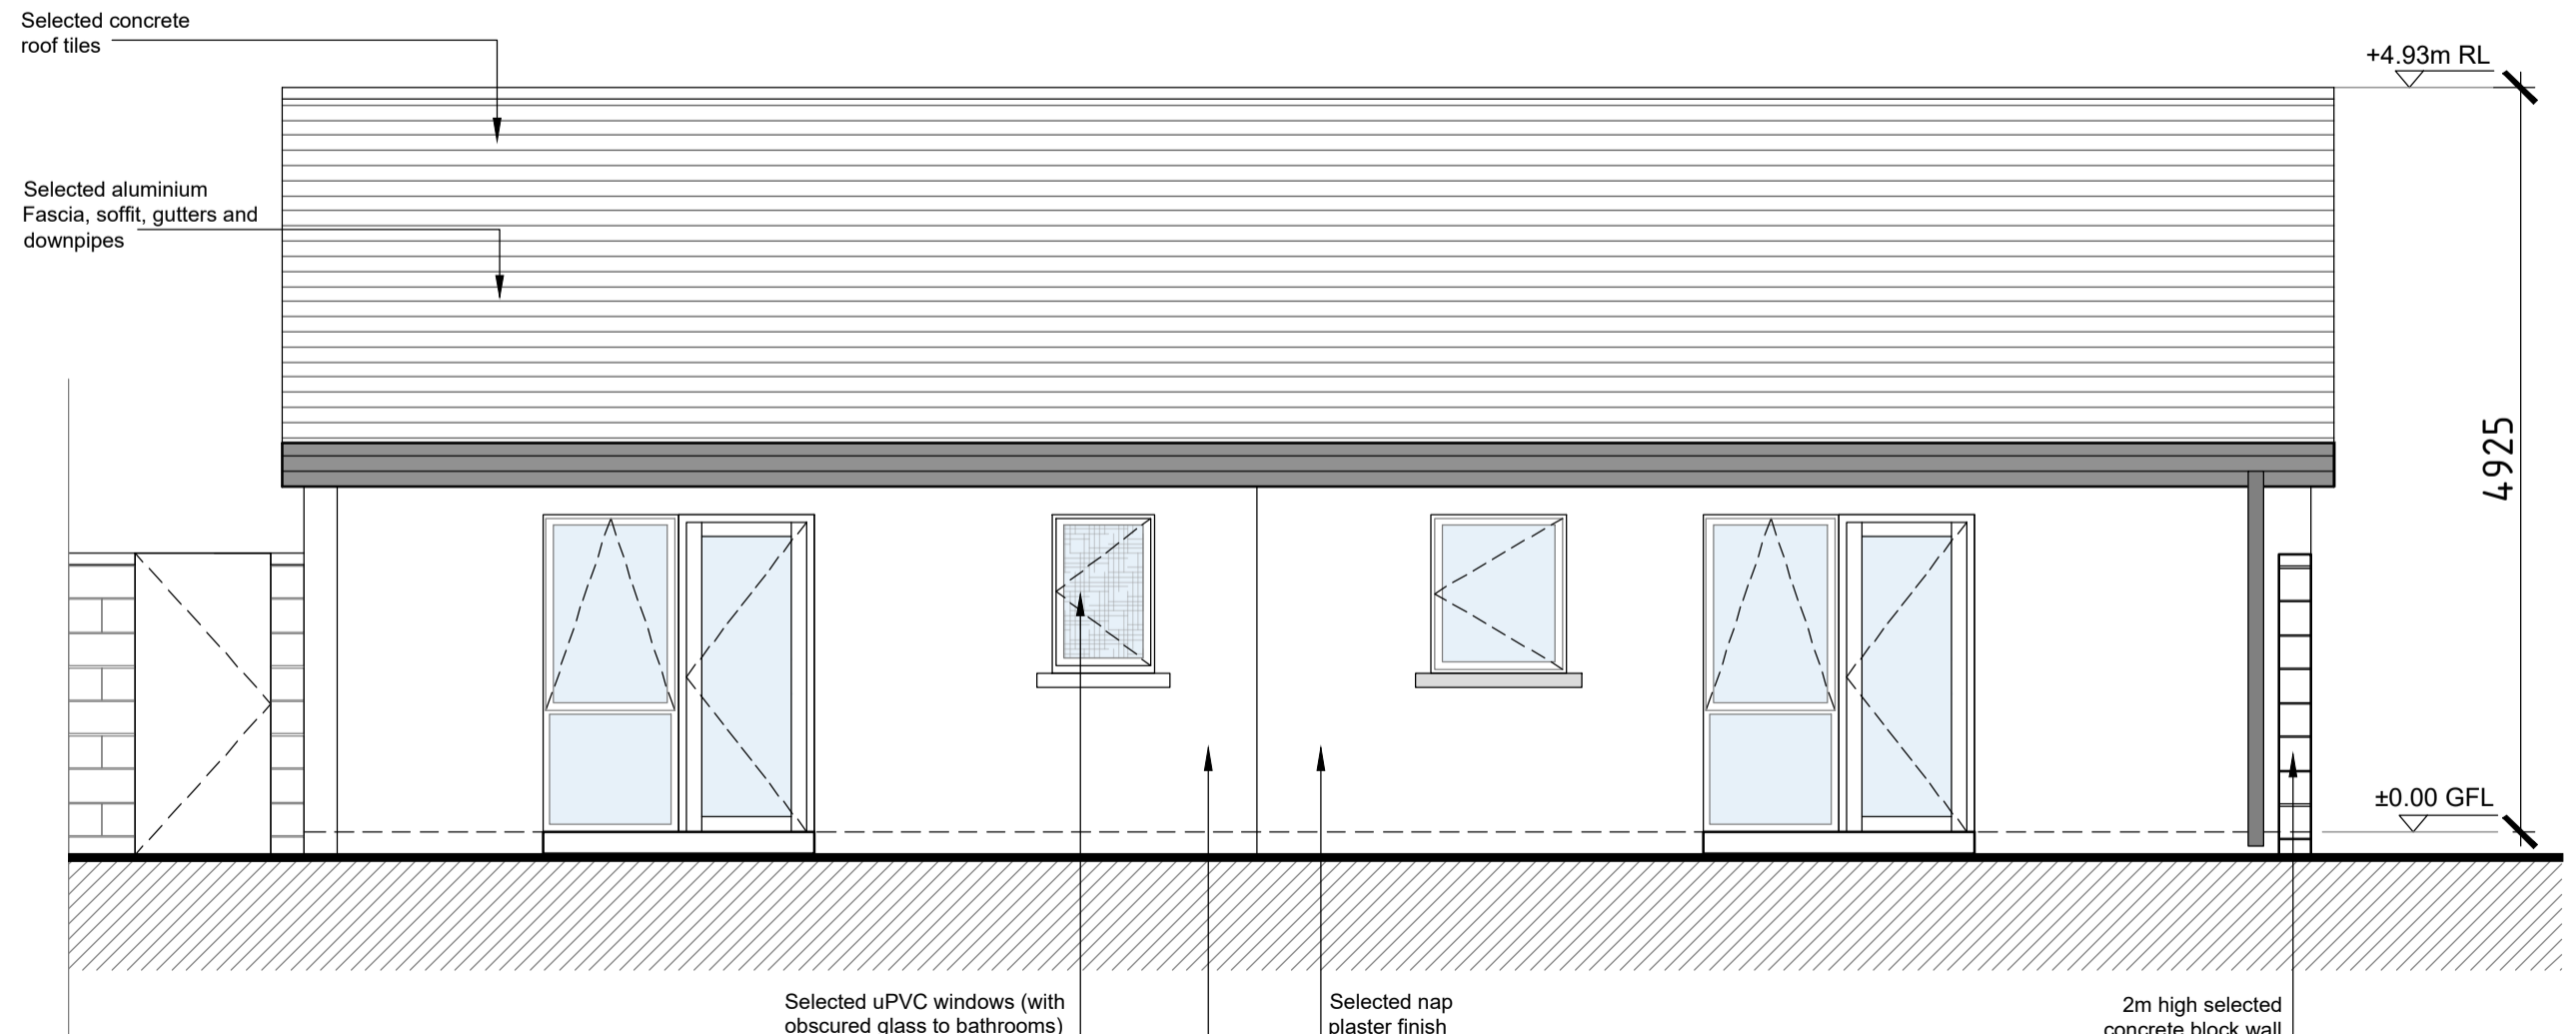 Selected concrete
roof tiles
+4.93m RL
Selected aluminium
Fascia, soffit, gutters and
downpipes
4925
±0.00 GFL
Selected uPVC windows (with
obscured glass to bathrooms)
Selected nap
plaster finish
2m high selected
concrete block wall